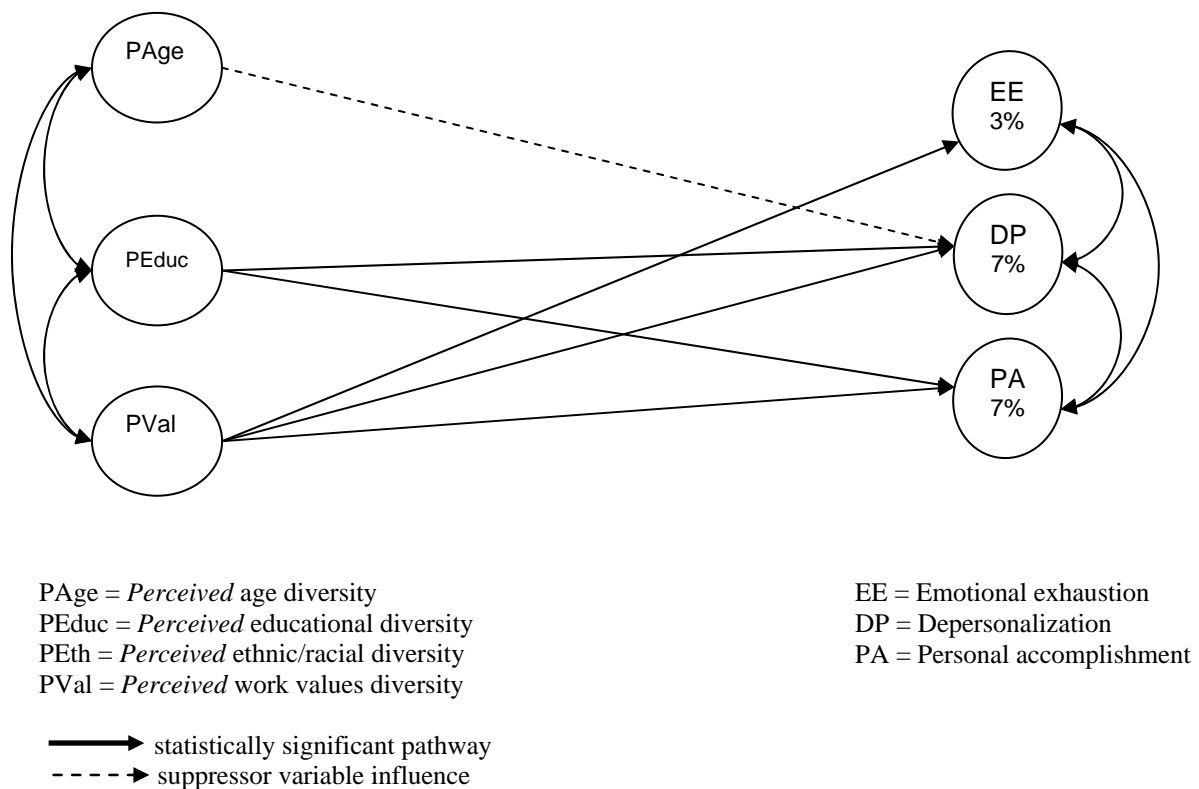 PAge
EE
3%
PEduc
DP
7%
PVal
PA
7%
PAge = Perceived age diversity
PEduc = Perceived educational diversity
PEth = Perceived ethnic/racial diversity
PVal = Perceived work values diversity
EE = Emotional exhaustion
DP = Depersonalization
PA = Personal accomplishment
statistically significant pathway
suppressor variable influence